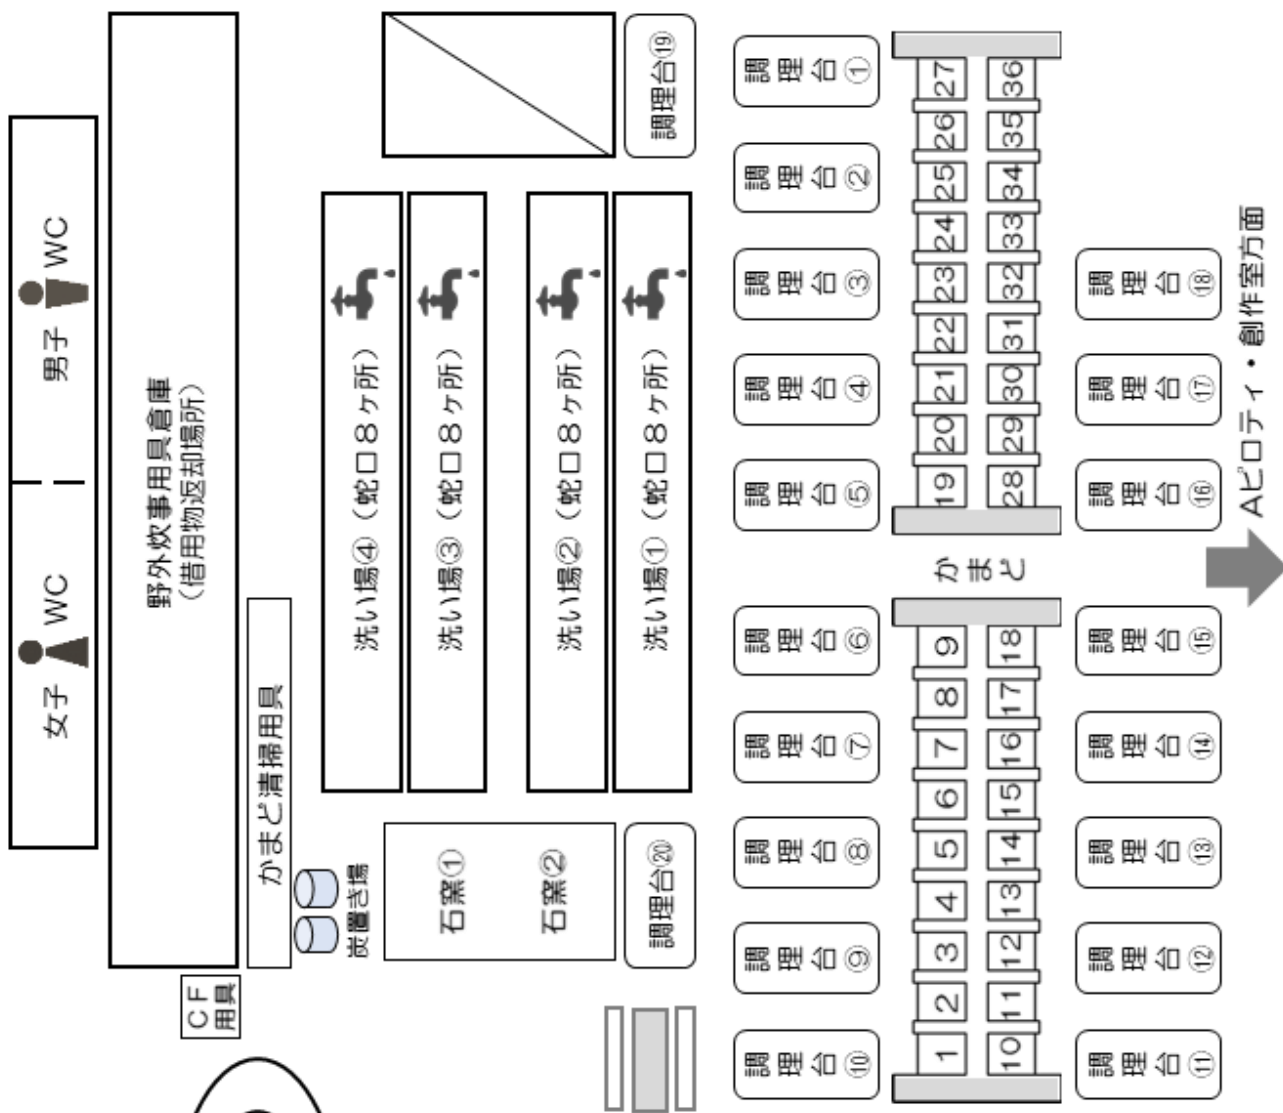 女子 WC
男子 WC
野外炊事用具倉庫
（借用物返却場所）
CF
用具
かまど清掃用具
炭置き場
洗い場④（蛇口8ヶ所）
石窯①
洗い場③（蛇口8ヶ所）
石窯②
洗い場②（蛇口8ヶ所）
調理台⑳
洗い場①（蛇口8ヶ所）
調理台⑲
調理台⑩
調理台⑨
調理台⑧
調理台⑦
調理台⑥
調理台⑤
調理台④
調理台③
調理台②
調理台①
1 2 3 4 5 6 7 8 9
かまど
19 20 21 22 23 24 25 26 27
10 11 12 13 14 15 16 17 18
28 29 30 31 32 33 34 35 36
調理台⑪
調理台⑫
調理台⑬
調理台⑭
調理台⑮
調理台⑯
調理台⑰
調理台⑱
Aピロティ・創作室方面